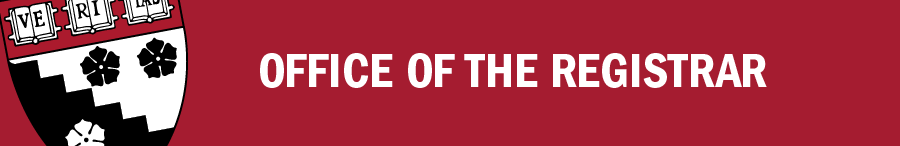 VE RI TAS
OFFICE OF THE REGISTRAR